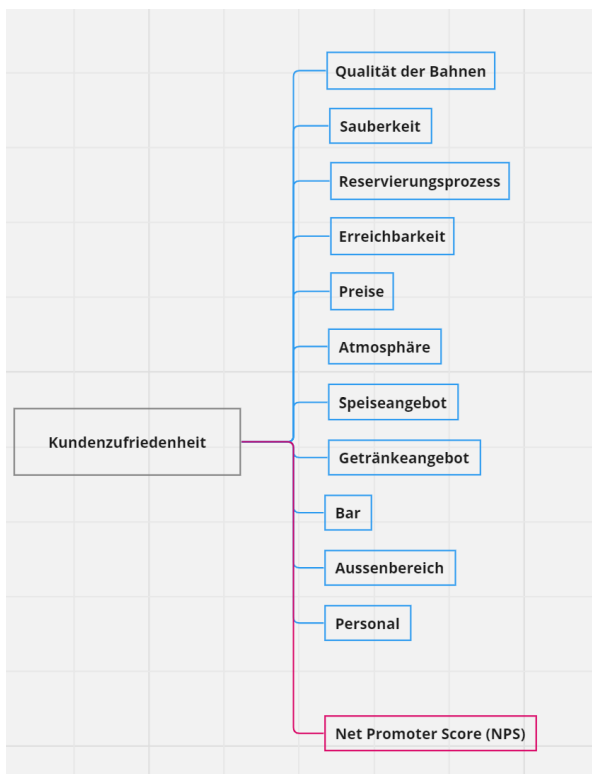 Qualität der Bahnen
Sauberkeit
Reservierungsprozess
Erreichbarkeit
Preise
Atmosphäre
Speiseangebot
Kundenzufriedenheit
Getränkeangebot
Bar
Aussenbereich
Personal
Net Promoter Score (NPS)